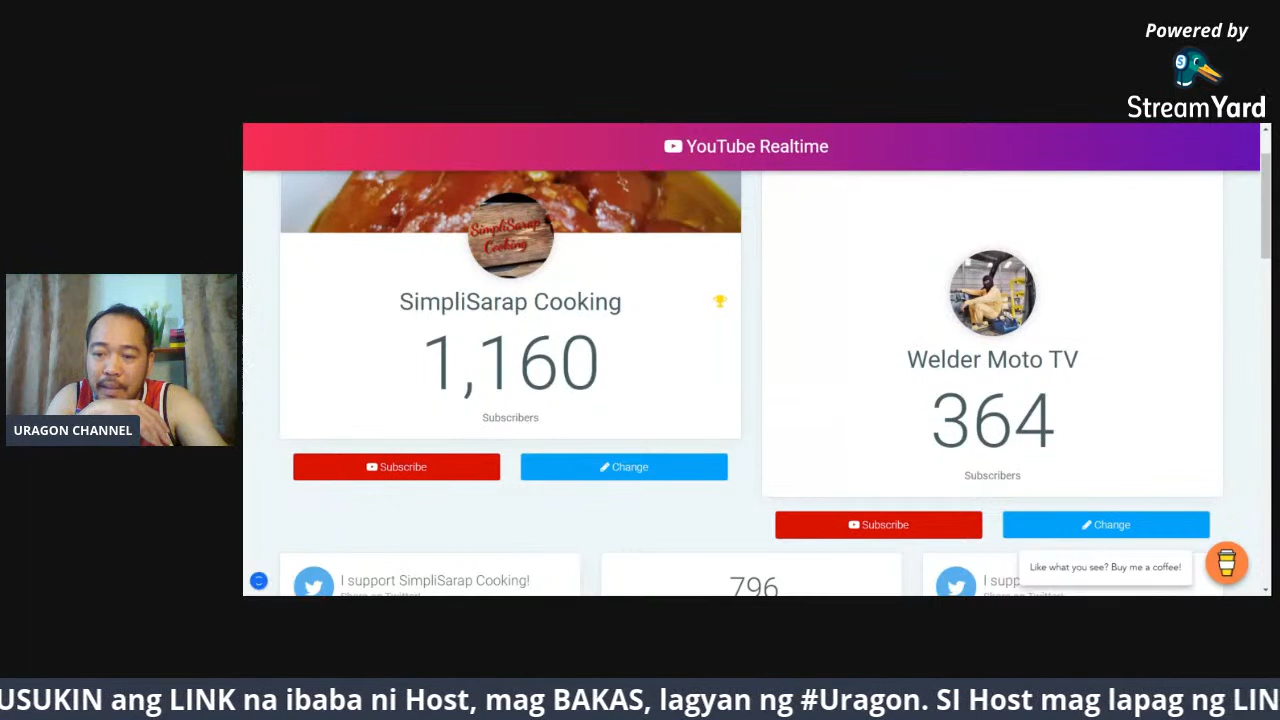 Powered by
StreamYard
YouTube Realtime
SimpliSarap
Cooking
SimpliSarap Cooking
1,160
Subscribers
Subscribe
Change
Welder Moto TV
364
Subscribers
Subscribe
Change
URAGON CHANNEL
I support SimpliSarap Cooking!
796
I supp
Like what you see? Buy me a coffee!
USUKIN ang LINK na ibaba ni Host, mag BAKAS, lagyan ng #Uragon. SI Host mag lapag ng LIN